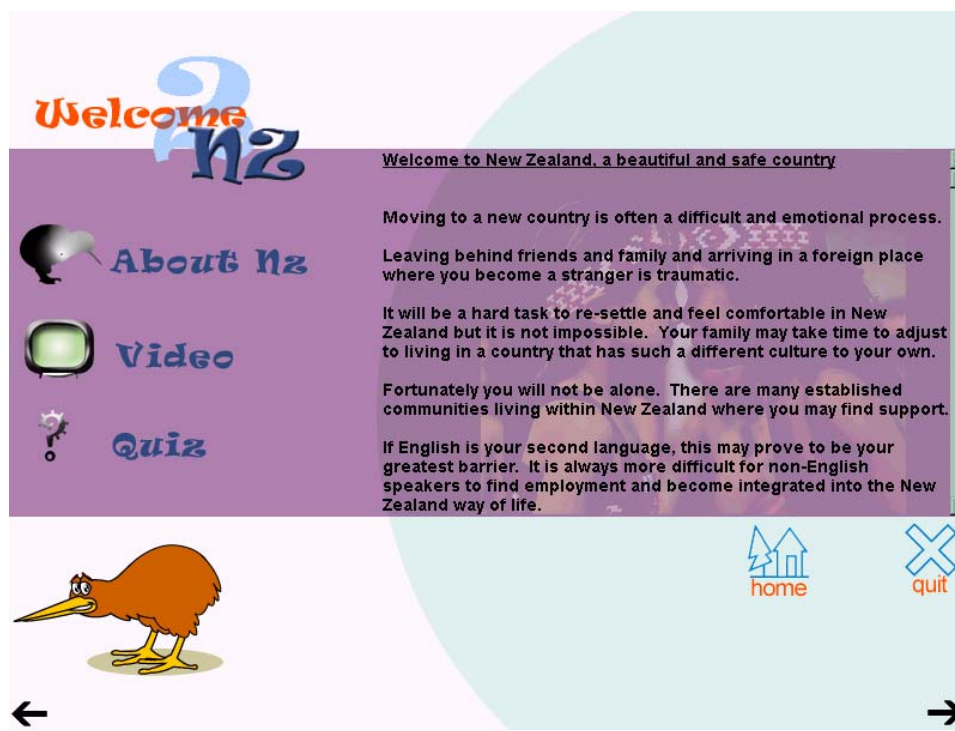 Welcome
2
NZ
Welcome to New Zealand, a beautiful and safe country
Moving to a new country is often a difficult and emotional process.
Leaving behind friends and family and arriving in a foreign place
where you become a stranger is traumatic.
It will be a hard task to re-settle and feel comfortable in New
Zealand but it is not impossible.  Your family may take time to adjust
to living in a country that has such a different culture to your own.
Fortunately you will not be alone.  There are many established
communities living within New Zealand where you may find support.
If English is your second language, this may prove to be your
greatest barrier.  It is always more difficult for non-English
speakers to find employment and become integrated into the New
Zealand way of life.
About Nz
Video
Quiz
home
quit